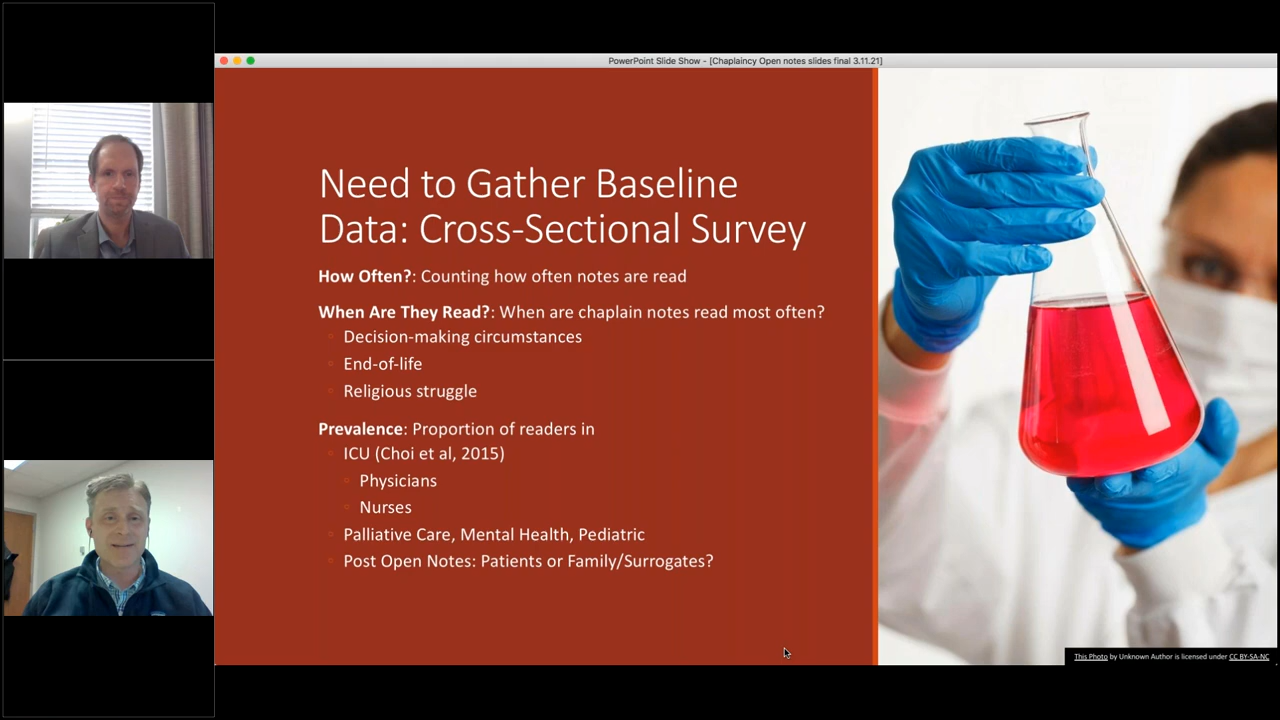 PowerPoint Slide Show - [Chaplaincy Open notes slides final 3.11.21]
Need to Gather Baseline
Data: Cross-Sectional Survey
How Often?: Counting how often notes are read
When Are They Read?: When are chaplain notes read most often?
Decision-making circumstances
End-of-life
Religious struggle
Prevalence: Proportion of readers in
ICU (Choi et al, 2015)
Physicians
Nurses
Palliative Care, Mental Health, Pediatric
Post Open Notes: Patients or Family/Surrogates?
This Photo by Unknown Author is licensed under CC BY-SA-NC